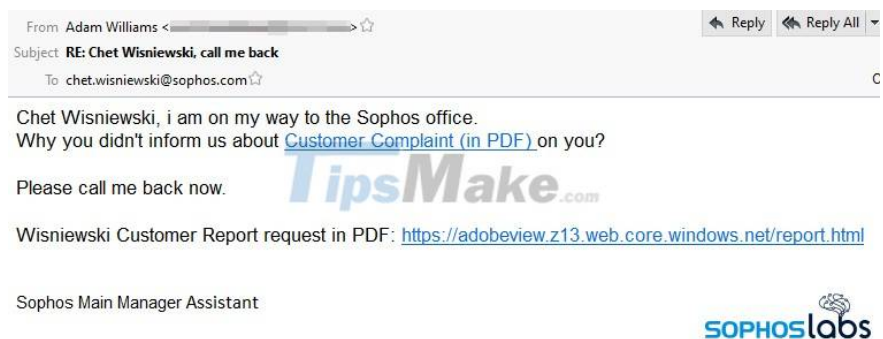 From Adam Williams < >
Reply
Reply All
Subject RE: Chet Wisniewski, call me back
To chet.wisniewski@sophos.com
Chet Wisniewski, i am on my way to the Sophos office.
Why you didn't inform us about Customer Complaint (in PDF) on you?
TipsMake.com
Please call me back now.
Wisniewski Customer Report request in PDF: https://adobeview.z13.web.core.windows.net/report.html
Sophos Main Manager Assistant
SOPHOSlabs